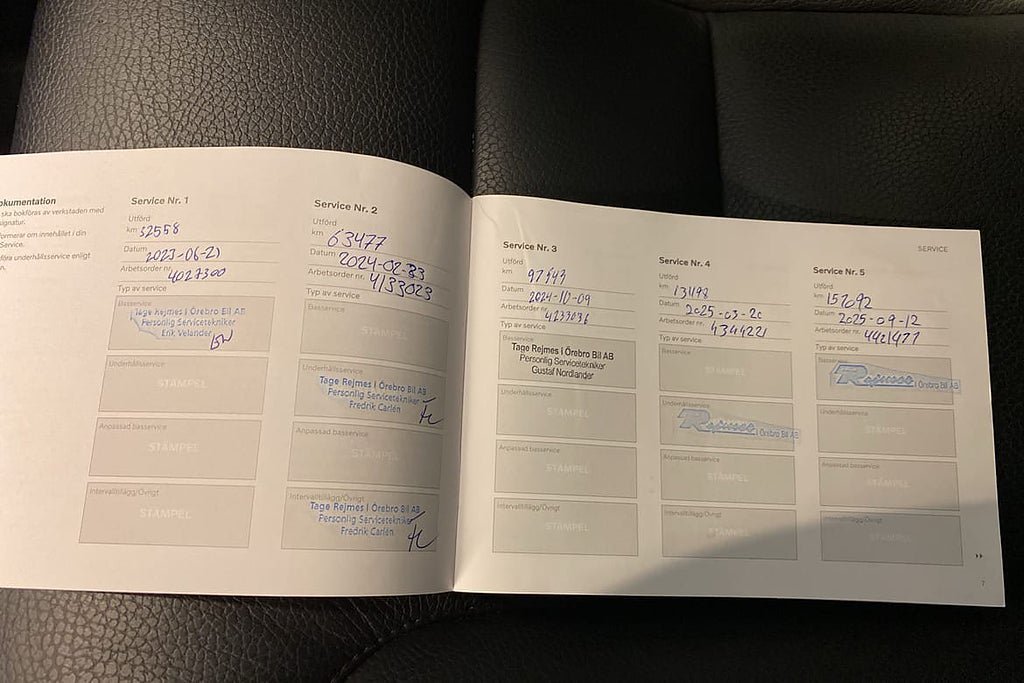 okumentation
ska bokföras av verkstaden med
signatur.
formerar om innehållet i din
Service.
föra underhållsservice enligt
n.
Service Nr. 1
Utförd
km 32558
Datum 2023-06-21
Arbetsorder nr. 4027300
Typ av service
Basservice
Tage Rejmes i Örebro Bil AB
Personlig Servicetekniker
Erik Velander
Underhållsservice
STÄMPEL
Anpassad basservice
STÄMPEL
Intervalltillägg/Övrigt
STÄMPEL
Service Nr. 2
Utförd
km 63477
Datum 2024-02-
Arbetsorder nr. 4133023
Typ av service
Basservice
STÄMPEL
Underhållsservice
Tage Rejmes i Örebro Bil AB
Personlig Servicetekniker
Fredrik Carlén
Anpassad basservice
STÄMPEL
Intervalltillägg/Övrigt
Tage Rejmes i Örebro Bil AB
Personlig Servicetekniker
Fredrik Carlén
SERVICE
Service Nr. 3
Utförd
km
Datum 2024-10-09
Arbetsorder nr. 4233036
Typ av service
Basservice
Tage Rejmes i Örebro Bil AB
Personlig Servicetekniker
Gustaf Nordlander
Underhållsservice
STÄMPEL
Anpassad basservice
STÄMPEL
Intervalltillägg/Övrigt
STÄMPEL
Service Nr. 4
Utförd
km 131198
Datum 2025-03-20
Arbetsorder nr. 4344221
Typ av service
Basservice
STÄMPEL
Underhållsservice
Rejmes i Örebro Bil AB
Anpassad basservice
STÄMPEL
Intervalltillägg/Övrigt
STÄMPEL
Service Nr. 5
Utförd
km 157092
Datum 2025-09-12
Arbetsorder nr. 4421977
Typ av service
Basservice
Rejmes i Örebro Bil AB
Underhållsservice
STÄMPEL
Anpassad basservice
STÄMPEL
Intervalltillägg/Övrigt
STÄMPEL
7